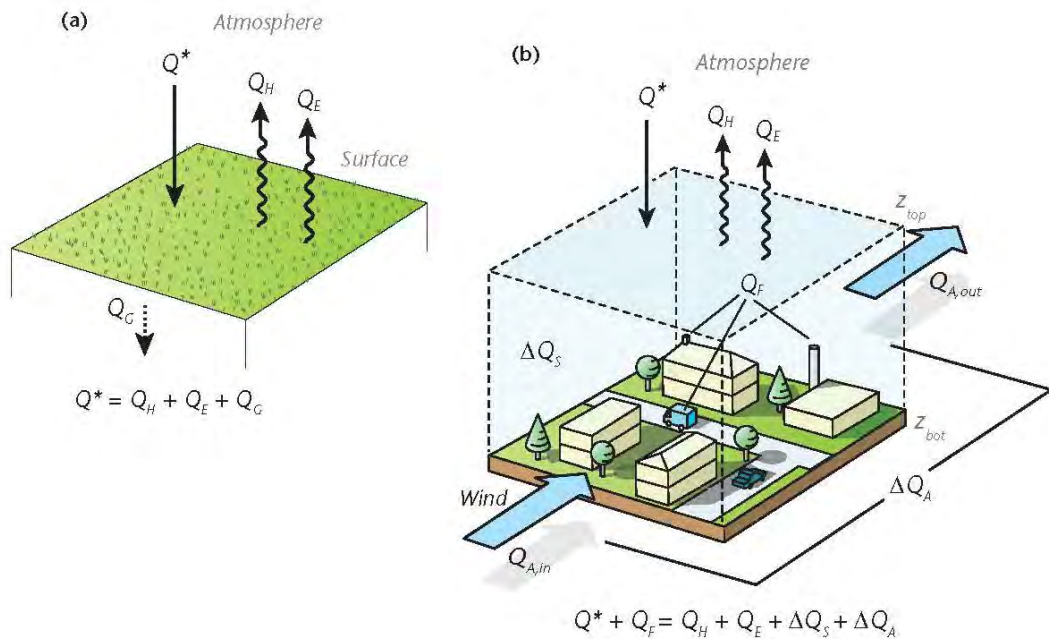 (a)
Atmosphere
Q*
Q_H
Q_E
Surface
Q_G
Q* = Q_H + Q_E + Q_G
(b)
Atmosphere
Q*
Q_H
Q_E
z_top
Q_A,out
Q_F
ΔQ_S
z_bot
ΔQ_A
Wind
Q_A,in
Q* + Q_F = Q_H + Q_E + ΔQ_S + ΔQ_A